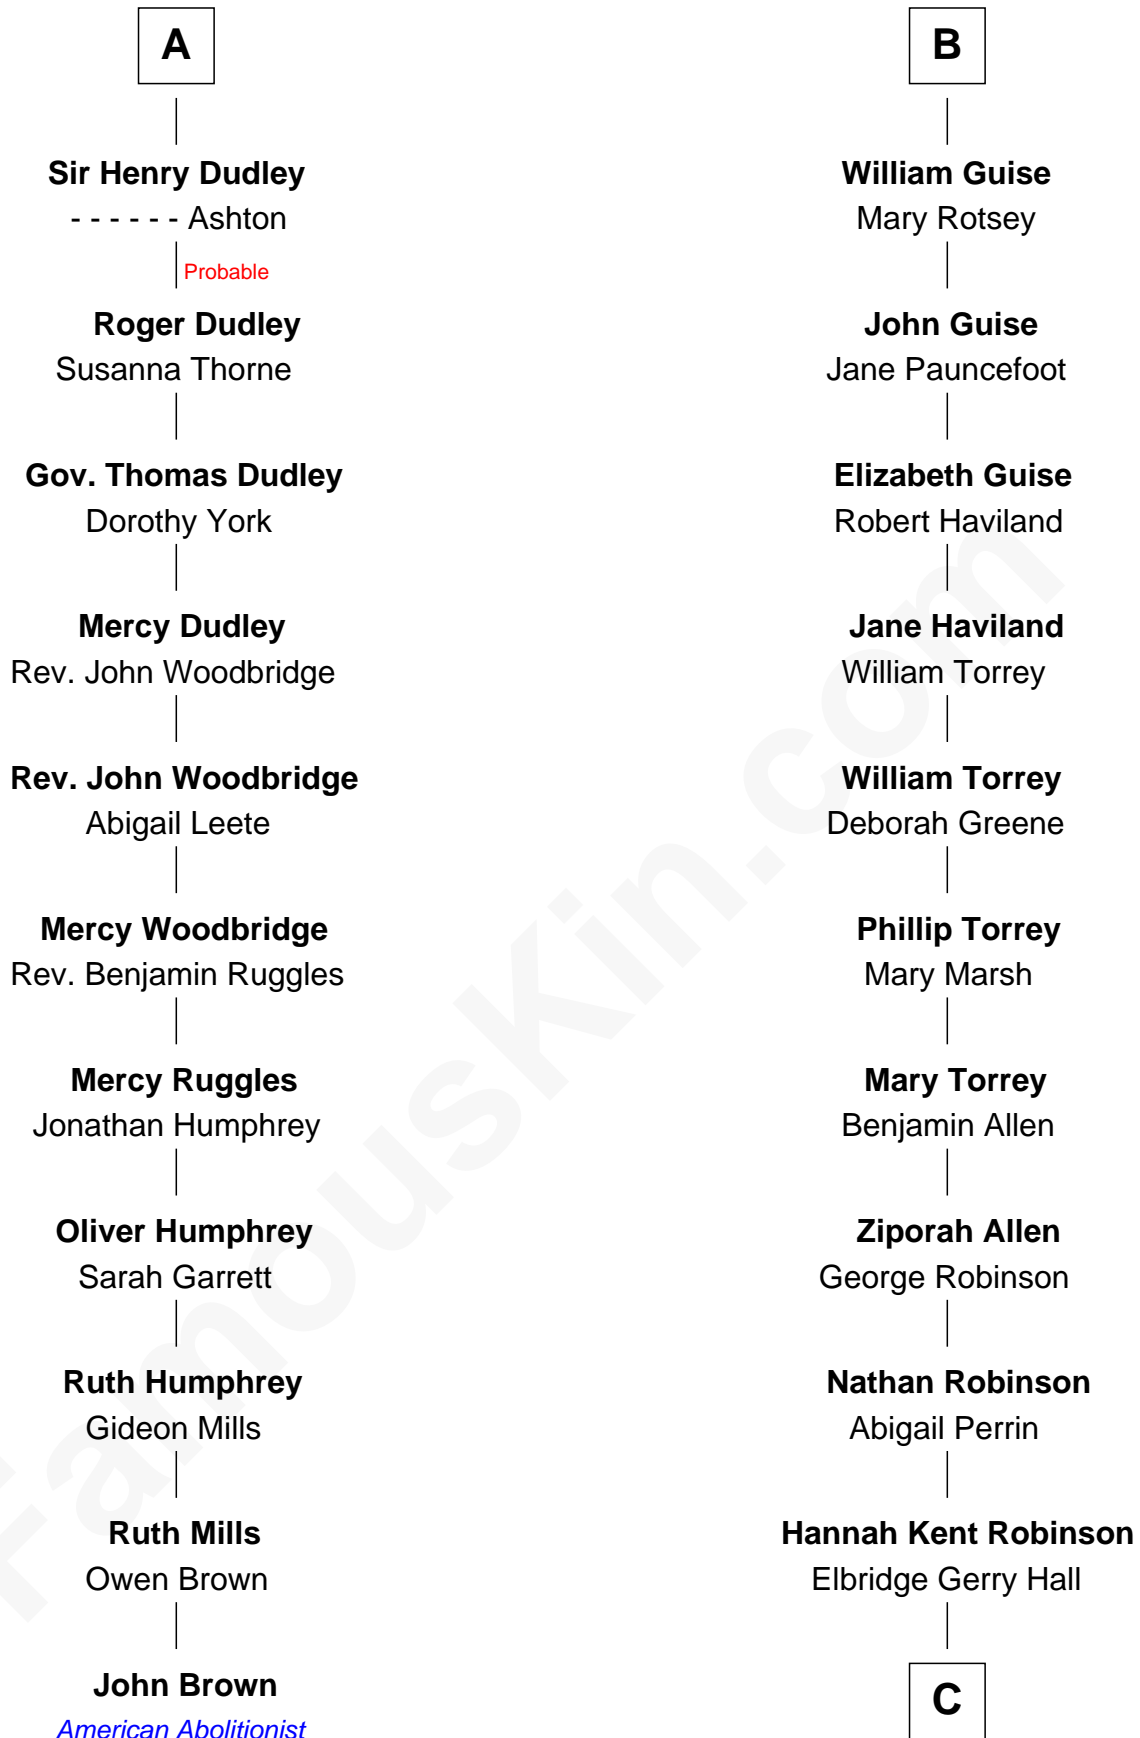 A
Sir Henry Dudley
- - - - - - Ashton
Probable
Roger Dudley
Susanna Thorne
Gov. Thomas Dudley
Dorothy York
Mercy Dudley
Rev. John Woodbridge
Rev. John Woodbridge
Abigail Leete
Mercy Woodbridge
Rev. Benjamin Ruggles
Mercy Ruggles
Jonathan Humphrey
Oliver Humphrey
Sarah Garrett
Ruth Humphrey
Gideon Mills
Ruth Mills
Owen Brown
John Brown
American Abolitionist
B
William Guise
Mary Rotsey
John Guise
Jane Pauncefoot
Elizabeth Guise
Robert Haviland
Jane Haviland
William Torrey
William Torrey
Deborah Greene
Phillip Torrey
Mary Marsh
Mary Torrey
Benjamin Allen
Ziporah Allen
George Robinson
Nathan Robinson
Abigail Perrin
Hannah Kent Robinson
Elbridge Gerry Hall
C
FamousKin.com